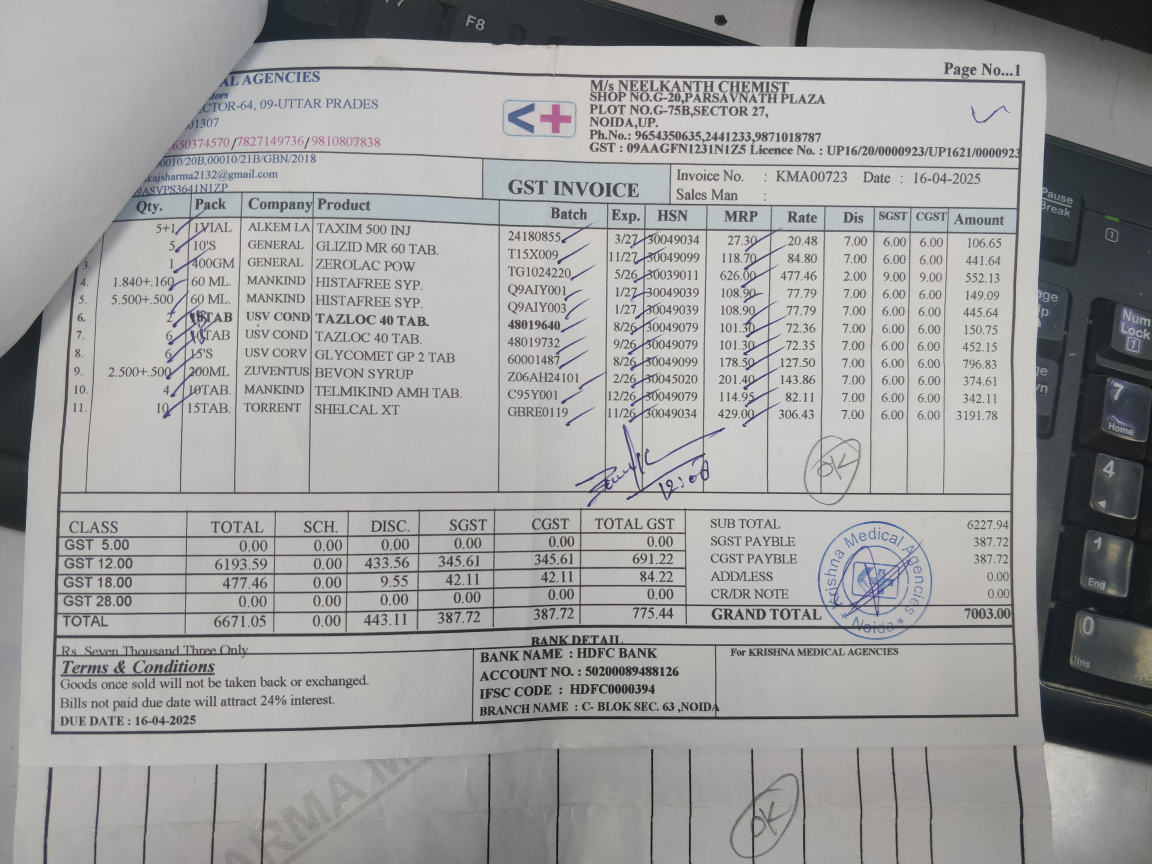 F8
Page No...1
AL AGENCIES
CTOR-64, 09-UTTAR PRADES
01307
650374570 /7827149736/9810807838
00010/20B,00010/21B/GBN/2018
kajsharma2132@gmail.com
09ASVPS3641N1ZP
M/s NEELKANTH CHEMIST
SHOP NO.G-20,PARSAVNATH PLAZA
PLOT NO.G-75B,SECTOR 27,
NOIDA,UP.
Ph.No.: 9654350635,2441233,9871018787
GST : 09AAGFN1231N1Z5 Licence No. : UP16/20/0000923/UP1621/0000923
GST INVOICE
Invoice No. : KMA00723 Date : 16-04-2025
Sales Man :
Qty. Pack Company Product Batch Exp. HSN MRP Rate Dis SGST CGST Amount
5+1 1VIAL ALKEM LA TAXIM 500 INJ 24180855 3/27 30049034 27.30 20.48 7.00 6.00 6.00 106.65
5 10'S GENERAL GLIZID MR 60 TAB. T15X009 11/27 30049099 118.70 84.80 7.00 6.00 6.00 441.64
3. 1 400GM GENERAL ZEROLAC POW TG1024220 5/26 30039011 626.00 477.46 2.00 9.00 9.00 552.13
4. 1.840+.160 60 ML. MANKIND HISTAFREE SYP. Q9AIY001 1/27 30049039 108.90 77.79 7.00 6.00 6.00 149.09
5. 5.500+.500 60 ML. MANKIND HISTAFREE SYP. Q9AIY003 1/27 30049039 108.90 77.79 7.00 6.00 6.00 445.64
6. 2 10TAB USV COND TAZLOC 40 TAB. 48019640 8/26 30049079 101.30 72.36 7.00 6.00 6.00 150.75
7. 6 10TAB USV COND TAZLOC 40 TAB. 48019732 9/26 30049079 101.30 72.35 7.00 6.00 6.00 452.15
8. 6 15'S USV CORV GLYCOMET GP 2 TAB 60001487 8/26 30049099 178.50 127.50 7.00 6.00 6.00 796.83
9. 2.500+.500 200ML ZUVENTUS BEVON SYRUP Z06AH24101 2/26 30045020 201.40 143.86 7.00 6.00 6.00 374.61
10. 4 10TAB. MANKIND TELMIKIND AMH TAB. C95Y001 12/26 30049079 114.95 82.11 7.00 6.00 6.00 342.11
11. 10 15TAB. TORRENT SHELCAL XT GBRE0119 11/26 30049034 429.00 306.43 7.00 6.00 6.00 3191.78
OK
CLASS TOTAL SCH. DISC. SGST CGST TOTAL GST
GST 5.00 0.00 0.00 0.00 0.00 0.00 0.00
GST 12.00 6193.59 0.00 433.56 345.61 345.61 691.22
GST 18.00 477.46 0.00 9.55 42.11 42.11 84.22
GST 28.00 0.00 0.00 0.00 0.00 0.00 0.00
TOTAL 6671.05 0.00 443.11 387.72 387.72 775.44
SUB TOTAL 6227.94
SGST PAYBLE 387.72
CGST PAYBLE 387.72
ADD/LESS 0.00
CR/DR NOTE 0.00
GRAND TOTAL 7003.00
Krishna Medical Agencies
* Noida *
Rs. Seven Thousand Three Only
Terms & Conditions
Goods once sold will not be taken back or exchanged.
Bills not paid due date will attract 24% interest.
DUE DATE : 16-04-2025
BANK DETAIL
BANK NAME : HDFC BANK
ACCOUNT NO. : 50200089488126
IFSC CODE : HDFC0000394
BRANCH NAME : C- BLOK SEC. 63 ,NOIDA
For KRISHNA MEDICAL AGENCIES
OK
Pause
Break
Num
Lock
7
Home
4
1
End
0
Ins